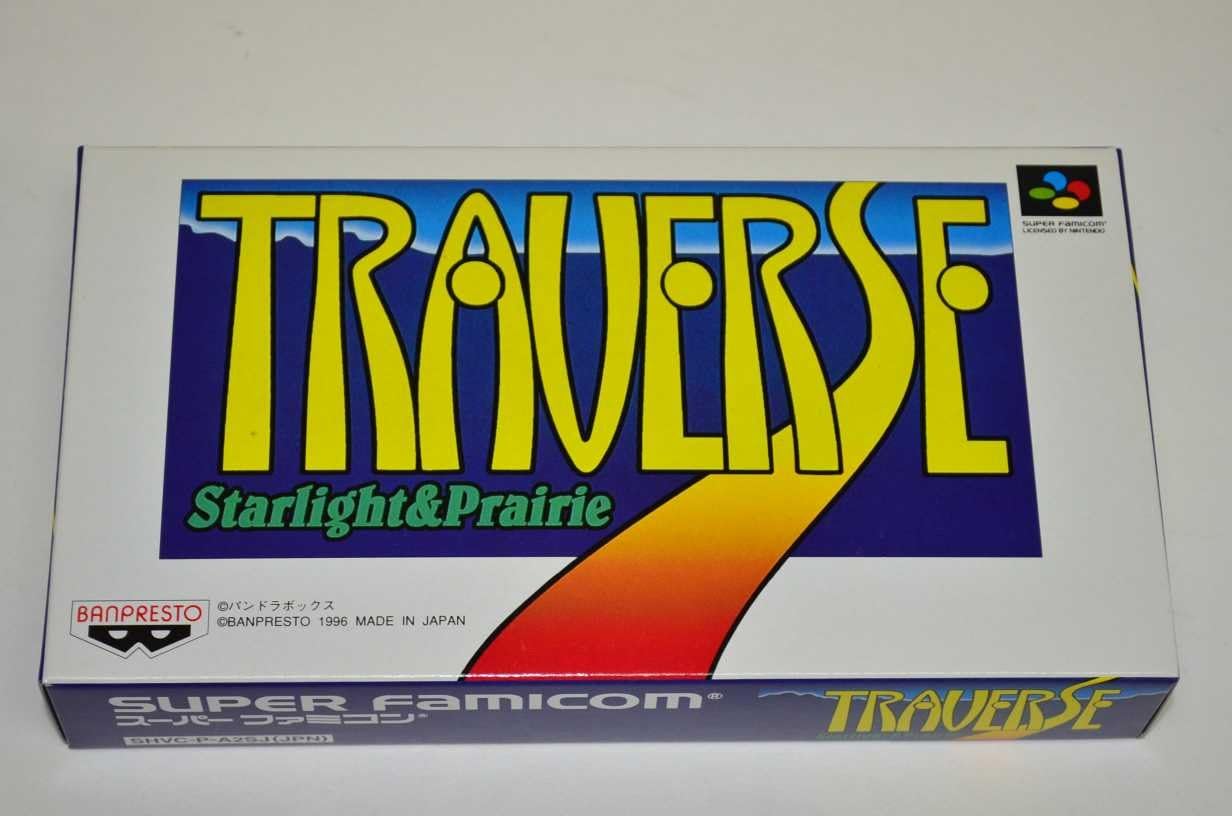 TRAVERSE
Starlight&Prairie
SUPER FAMICOM
LICENSED BY NINTENDO
BANPRESTO
©パンドラボックス
©BANPRESTO 1996 MADE IN JAPAN
SUPER FAMICOM®
スーパーファミコン®
SHVC-P-A2SJ(JPN)
TRAVERSE